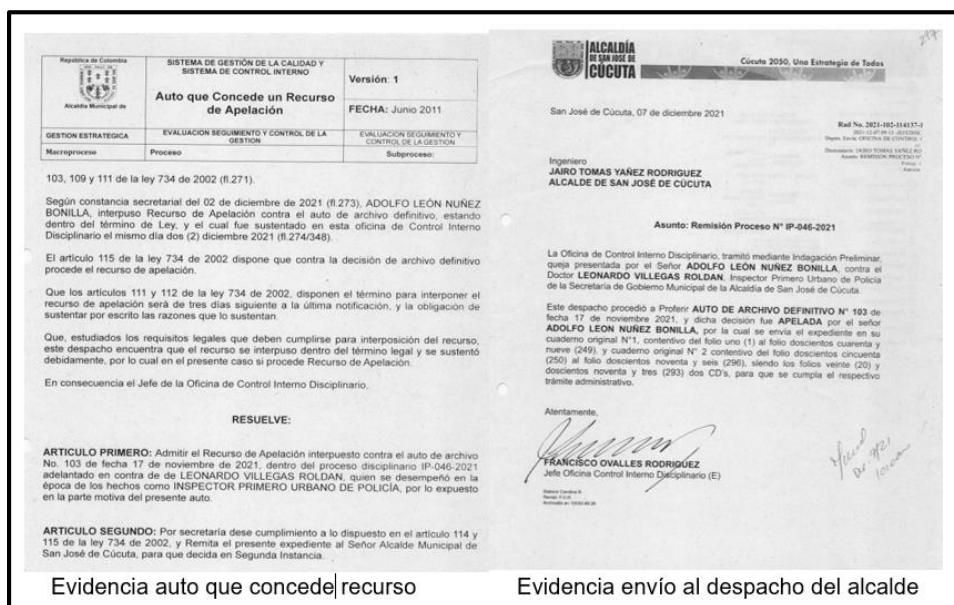 República de Colombia
Alcaldía Municipal de
SISTEMA DE GESTIÓN DE LA CALIDAD Y
SISTEMA DE CONTROL INTERNO
Auto que Concede un Recurso
de Apelación
Versión: 1
FECHA: Junio 2011
GESTION ESTRATEGICA
EVALUACION SEGUIMIENTO Y CONTROL DE LA
GESTION
EVALUACION SEGUIMIENTO Y
CONTROL DE LA GESTION
Macroproceso
Proceso
Subproceso:
103, 109 y 111 de la ley 734 de 2002 (fl.271).
Según constancia secretarial del 02 de diciembre de 2021 (fl.273), ADOLFO LEÓN NUÑEZ
BONILLA, interpuso Recurso de Apelación contra el auto de archivo definitivo, estando
dentro del término de Ley, y el cual fue sustentado en esta oficina de Control Interno
Disciplinario el mismo día dos (2) diciembre 2021 (fl.274/348).
El artículo 115 de la ley 734 de 2002 dispone que contra la decisión de archivo definitivo
procede el recurso de apelación.
Que los artículos 111 y 112 de la ley 734 de 2002, disponen el término para interponer el
recurso de apelación será de tres días siguiente a la última notificación, y la obligación de
sustentar por escrito las razones que lo sustentan.
Que, estudiados los requisitos legales que deben cumplirse para interposición del recurso,
este despacho encuentra que el recurso se interpuso dentro del término legal y se sustentó
debidamente, por lo cual en el presente caso si procede Recurso de Apelación.
En consecuencia el Jefe de la Oficina de Control Interno Disciplinario,
RESUELVE:
ARTICULO PRIMERO: Admitir el Recurso de Apelación interpuesto contra el auto de archivo
No. 103 de fecha 17 de noviembre de 2021, dentro del proceso disciplinario IP-046-2021
adelantado en contra de de LEONARDO VILLEGAS ROLDAN, quien se desempeñó en la
época de los hechos como INSPECTOR PRIMERO URBANO DE POLICÍA, por lo expuesto
en la parte motiva del presente auto.
ARTICULO SEGUNDO: Por secretaría dese cumplimiento a lo dispuesto en el artículo 114 y
115 de la ley 734 de 2002, y Remita el presente expediente al Señor Alcalde Municipal de
San José de Cúcuta, para que decida en Segunda Instancia.
Evidencia auto que concede recurso
297
ALCALDÍA
DE SAN JOSÉ DE
CÚCUTA
Cúcuta 2050, Una Estrategia de Todos
San José de Cúcuta, 07 de diciembre 2021
Rad No. 2021-102-114137-1
Ingeniero
JAIRO TOMAS YAÑEZ RODRIGUEZ
ALCALDE DE SAN JOSÉ DE CÚCUTA
Asunto: Remisión Proceso N° IP-046-2021
La Oficina de Control Interno Disciplinario, tramitó mediante Indagación Preliminar,
queja presentada por el Señor ADOLFO LEÓN NUÑEZ BONILLA, contra el
Doctor LEONARDO VILLEGAS ROLDAN, Inspector Primero Urbano de Policía
de la Secretaría de Gobierno Municipal de la Alcaldía de San José de Cúcuta.
Este despacho procedió a Proferir AUTO DE ARCHIVO DEFINITIVO N° 103 de
fecha 17 de noviembre 2021, y dicha decisión fue APELADA por el señor
ADOLFO LEON NUÑEZ BONILLA, por la cual se envía el expediente en su
cuaderno original N°1, contentivo del folio uno (1) al folio doscientos cuarenta y
nueve (249), y cuaderno original N° 2 contentivo del folio doscientos cincuenta
(250) al folio doscientos noventa y seis (296), siendo los folios veinte (20) y
doscientos noventa y tres (293) dos CD's, para que se cumpla el respectivo
trámite administrativo.
Atentamente,
FRANCISCO OVALLES RODRIGUEZ
Jefe Oficina Control Interno Disciplinario (E)
Evidencia envío al despacho del alcalde